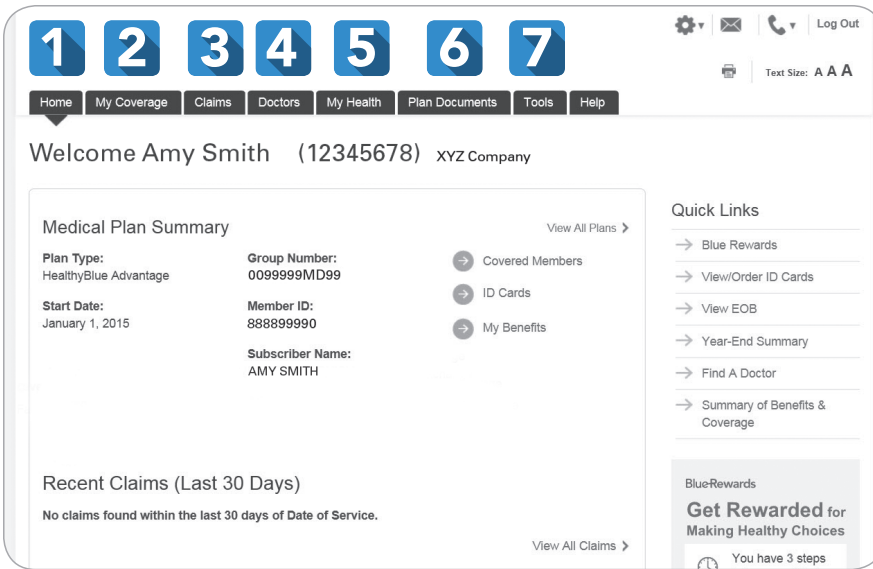 1 2 3 4 5 6 7
Log Out
Text Size: A A A
Home My Coverage Claims Doctors My Health Plan Documents Tools Help
Welcome Amy Smith (12345678) XYZ Company
Medical Plan Summary
View All Plans
Plan Type:
HealthyBlue Advantage
Start Date:
January 1, 2015
Group Number:
0099999MD99
Member ID:
888899990
Subscriber Name:
AMY SMITH
Covered Members
ID Cards
My Benefits
Recent Claims (Last 30 Days)
No claims found within the last 30 days of Date of Service.
View All Claims
Quick Links
Blue Rewards
View/Order ID Cards
View EOB
Year-End Summary
Find A Doctor
Summary of Benefits &
Coverage
BlueRewards
Get Rewarded for
Making Healthy Choices
You have 3 steps